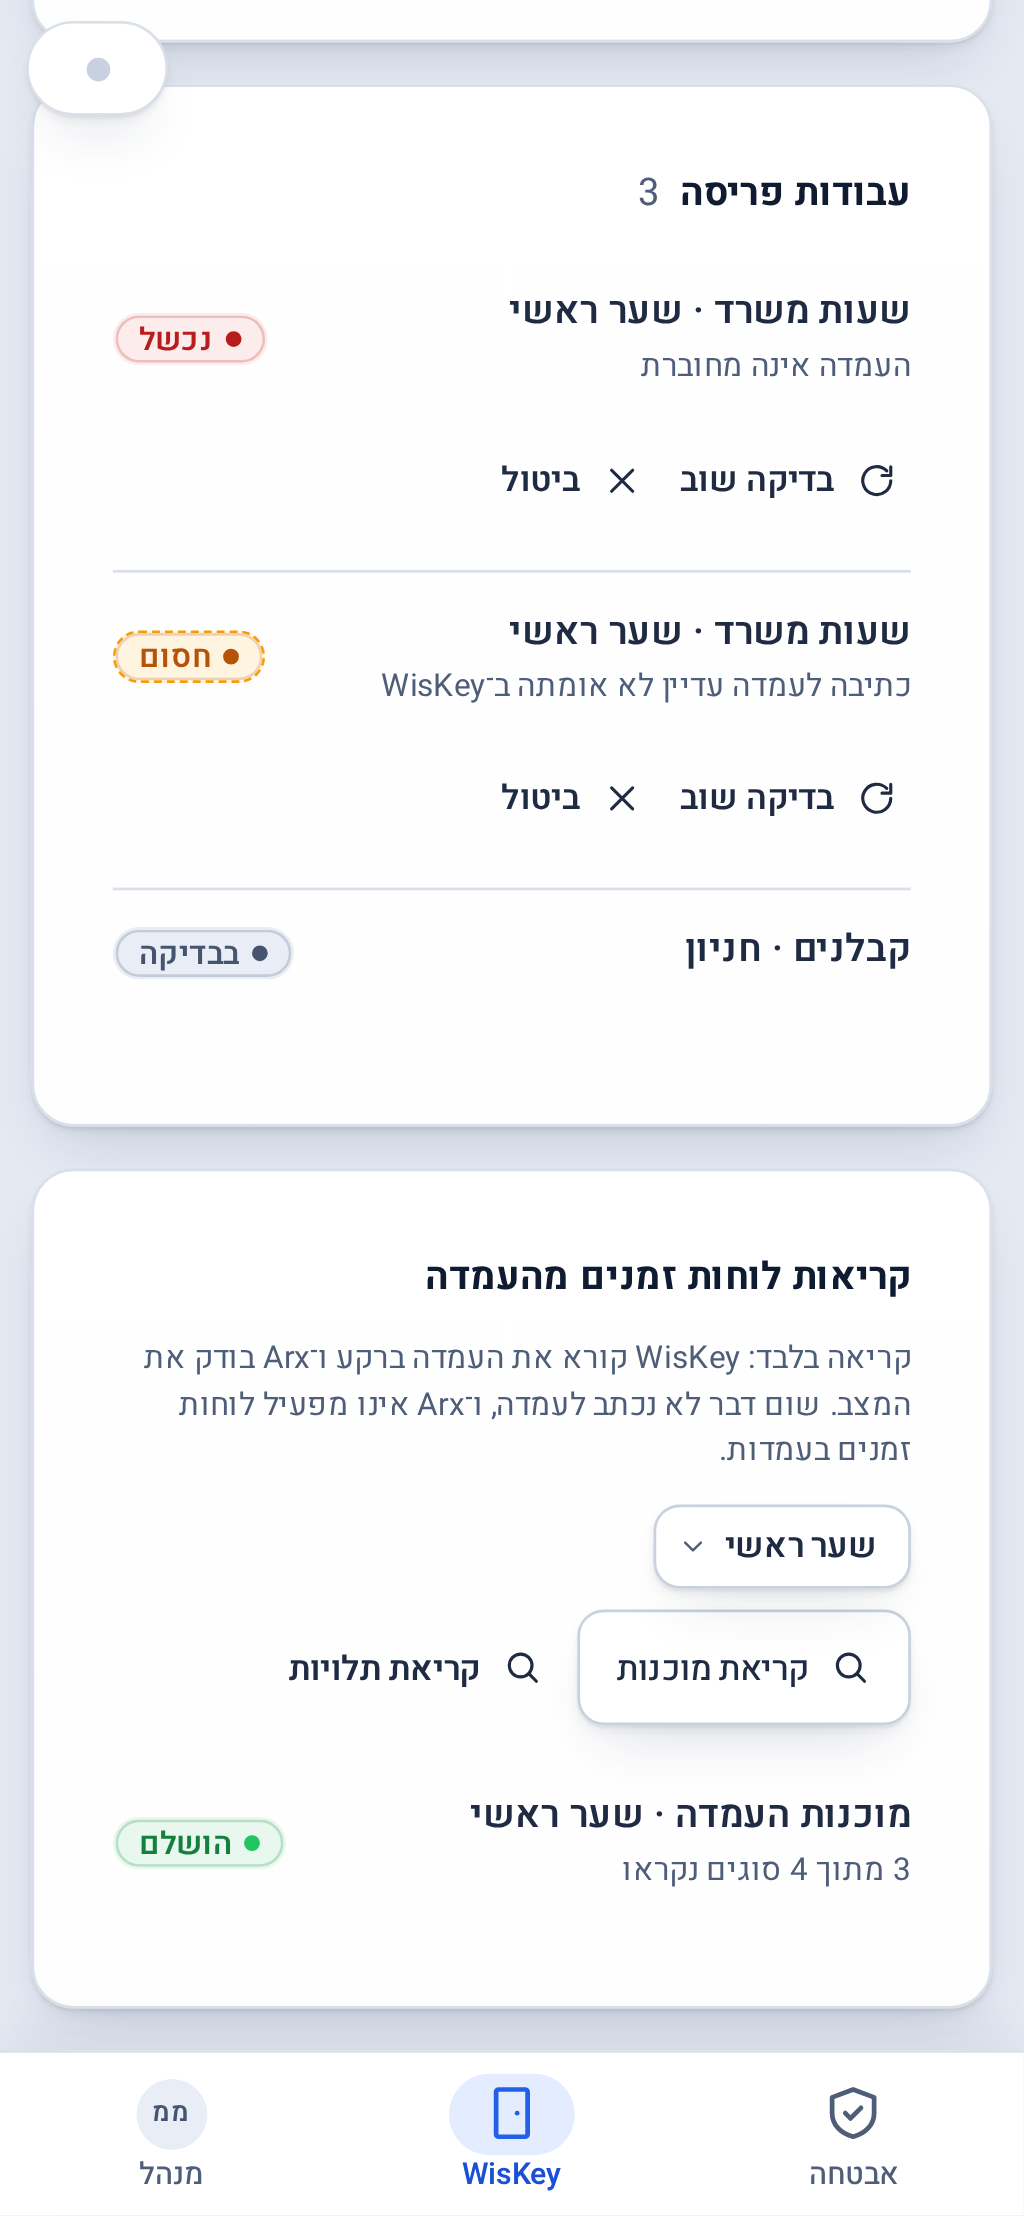 עבודות פריסה 3
שעות משרד · שער ראשי
נכשל
העמדה אינה מחוברת
בדיקה שוב
ביטול
שעות משרד · שער ראשי
חסום
כתיבה לעמדה עדיין לא אומתה ב־WisKey
בדיקה שוב
ביטול
קבלנים · חניון
בבדיקה
קריאות לוחות זמנים מהעמדה
קריאה בלבד: WisKey קורא את העמדה ברקע ו־Arx בודק את
המצב. שום דבר לא נכתב לעמדה, ו־Arx אינו מפעיל לוחות
זמנים בעמדות.
שער ראשי
קריאת מוכנות
קריאת תלויות
מוכנות העמדה · שער ראשי
הושלם
3 מתוך 4 סוגים נקראו
אבטחה
WisKey
ממ
מנהל